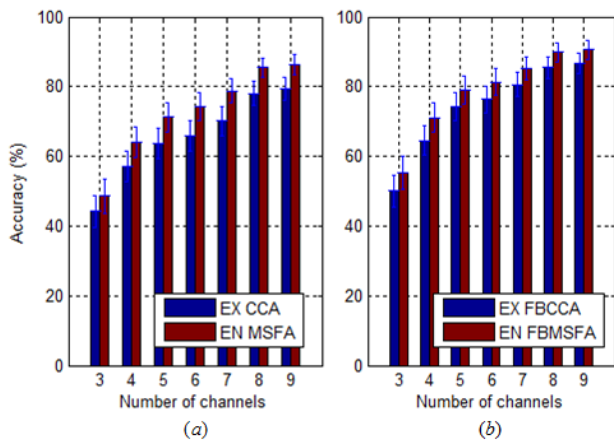 100
80
60
40
20
0
Accuracy (%)
EX CCA
EN MSFA
3 4 5 6 7 8 9
Number of channels
(a)
100
80
60
40
20
0
EX FBCCA
EN FBMSFA
3 4 5 6 7 8 9
Number of channels
(b)